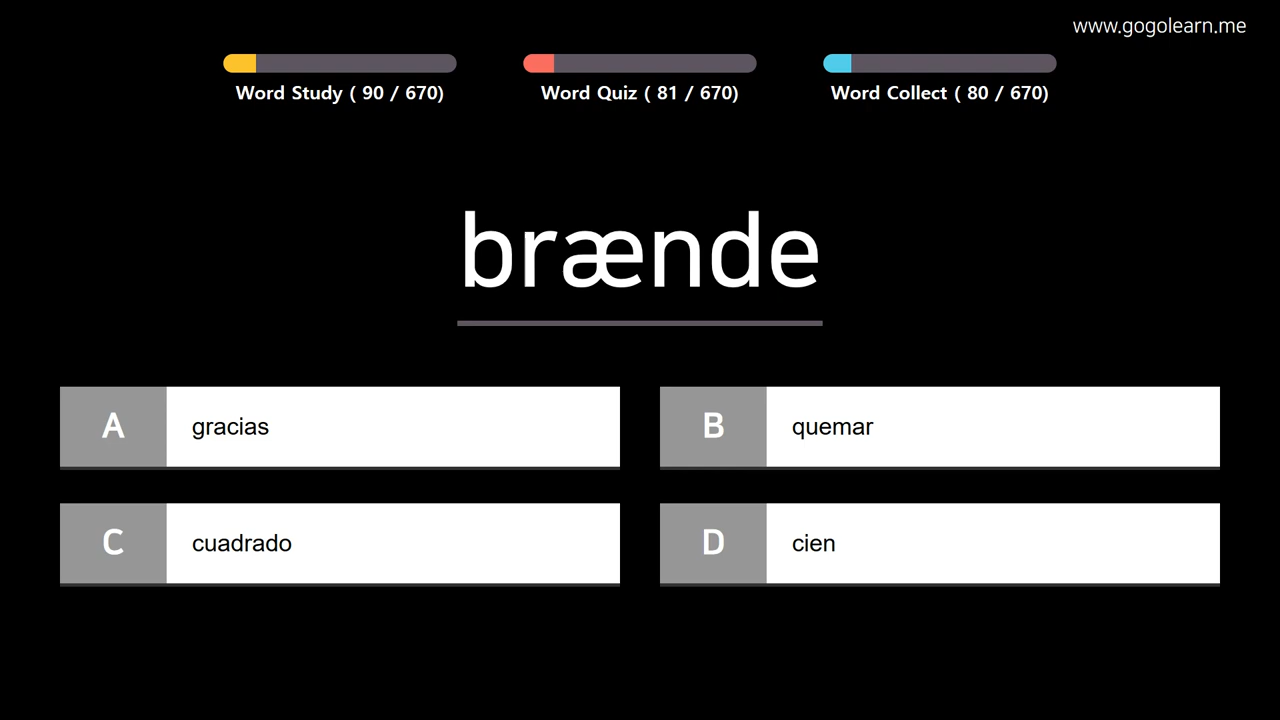 www.gogolearn.me
Word Study ( 90 / 670)
Word Quiz ( 81 / 670)
Word Collect ( 80 / 670)
brænde
A gracias
B quemar
C cuadrado
D cien